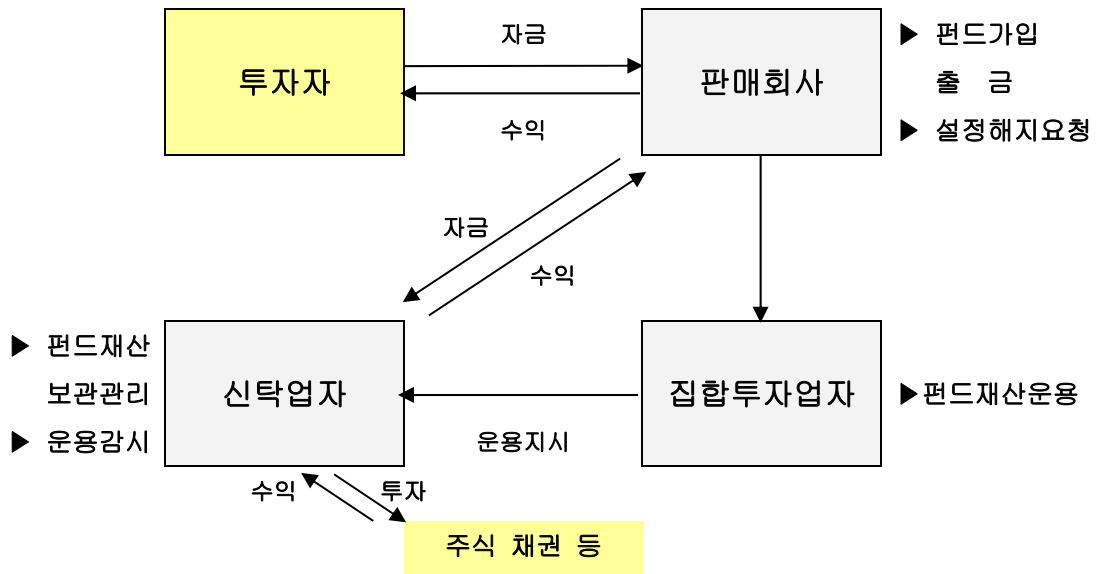 자금
투자자
판매회사
▶ 펀드가입
출 금
수익
▶ 설정해지요청
자금
수익
▶ 펀드재산
보관관리
▶ 운용감시
신탁업자
집합투자업자
▶펀드재산운용
운용지시
수익
투자
주식 채권 등